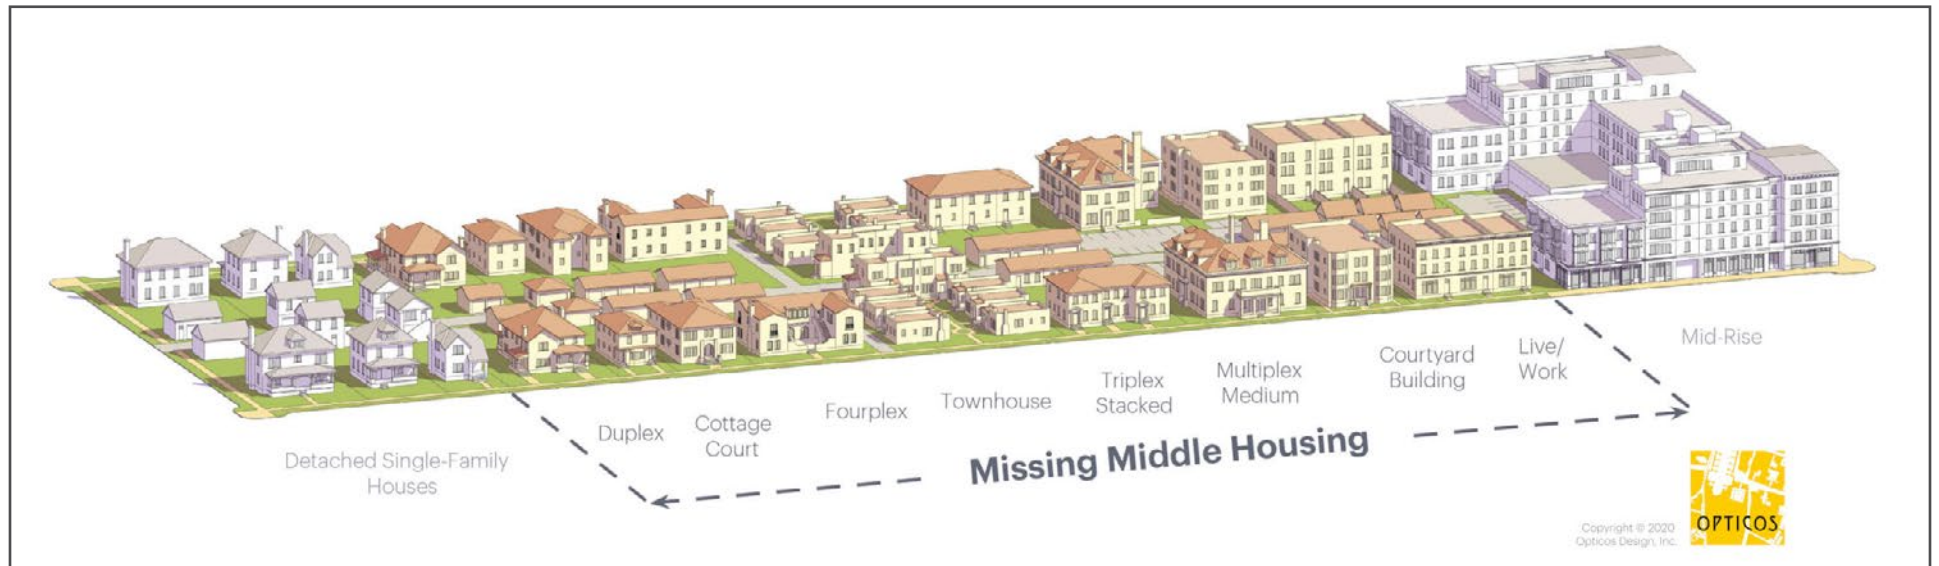 Detached Single-Family
Houses
Duplex
Cottage
Court
Fourplex
Townhouse
Triplex
Stacked
Multiplex
Medium
Courtyard
Building
Live/
Work
Mid-Rise
Missing Middle Housing
Copyright © 2020
Opticos Design, Inc.
OPTICOS